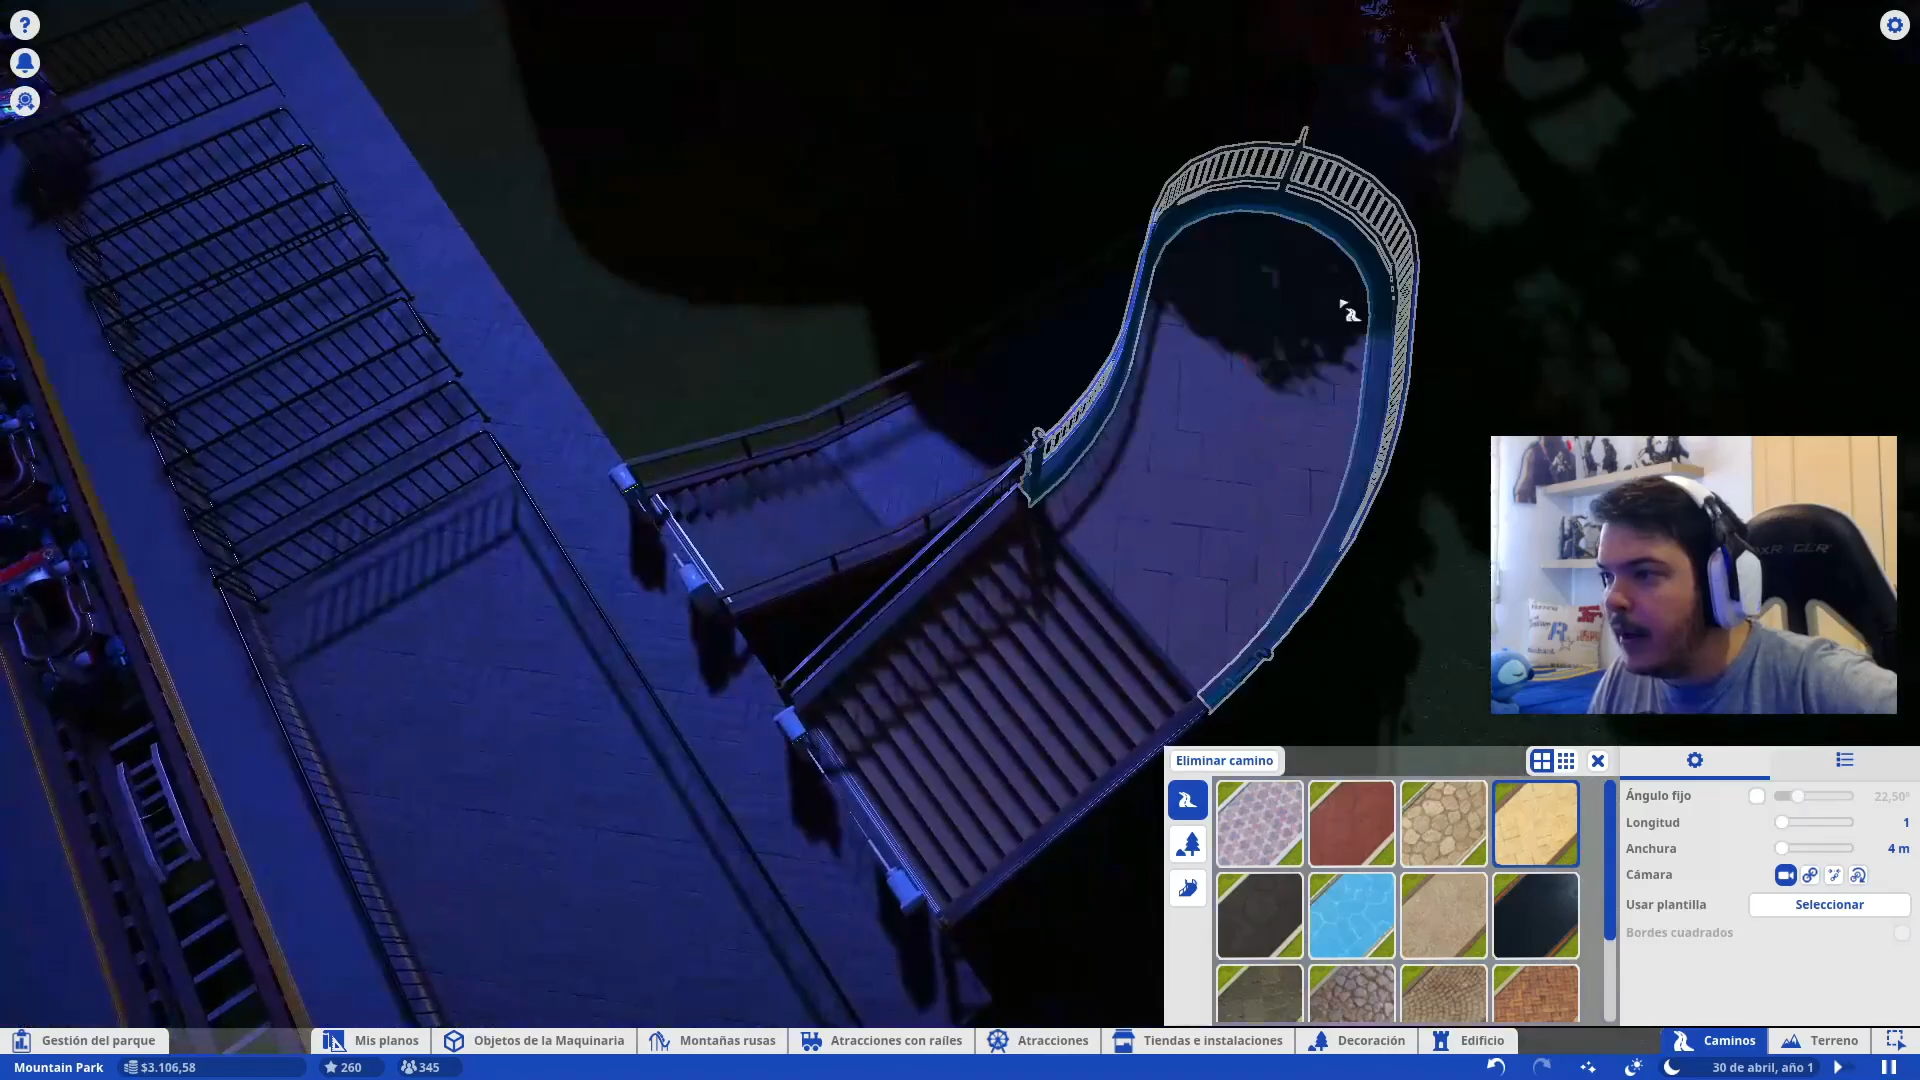 ?
Eliminar camino
Ángulo fijo 22,50º
Longitud 1
Anchura 4 m
Cámara
Usar plantilla Seleccionar
Bordes cuadrados
Gestión del parque
Mis planos
Objetos de la Maquinaria
Montañas rusas
Atracciones con raíles
Atracciones
Tiendas e instalaciones
Decoración
Edificio
Caminos
Terreno
Mountain Park $3.106,58 260 345 30 de abril, año 1